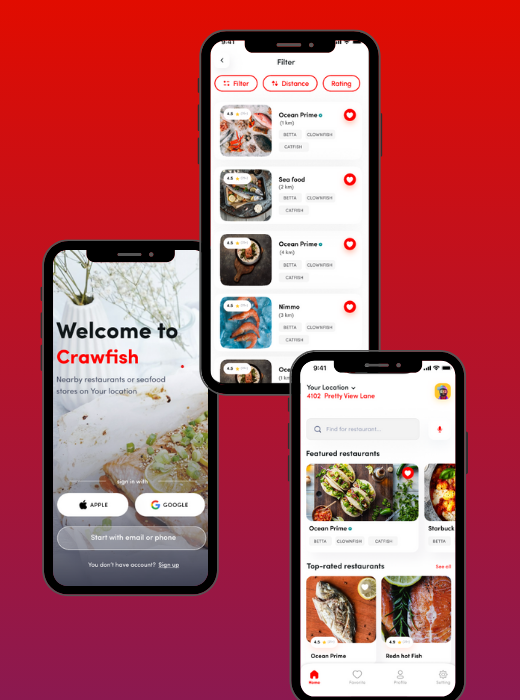 9:41
Filter
Filter
Distance
Rating
4.5
Ocean Prime
(1 km)
BETTA
CLOWNFISH
CATFISH
4.5
Sea food
(2 km)
BETTA
CLOWNFISH
CATFISH
4.5
Ocean Prime
(4 km)
BETTA
CLOWNFISH
CATFISH
4.5
Nimmo
(3 km)
BETTA
CLOWNFISH
CATFISH
4.5
Welcome to
Crawfish
Nearby restaurants or seafood
stores on Your location
sign in with
APPLE
GOOGLE
Start with email or phone
You don't have account? Sign up
9:41
Your Location
4102 Pretty View Lane
Find for restaurant...
Featured restaurants
Ocean Prime
BETTA
CLOWNFISH
CATFISH
Starbuck
BETTA
Top-rated restaurants
See all
4.5
4.5
Ocean Prime
Redn hot Fish
Home
Favorite
Profile
Setting